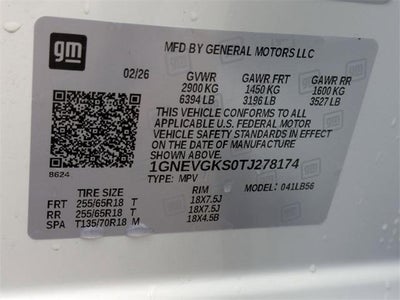 gm
MFD BY GENERAL MOTORS LLC
02/26 GVWR GAWR FRT GAWR RR
2900 KG 1450 KG 1600 KG
6394 LB 3196 LB 3527 LB
THIS VEHICLE CONFORMS TO ALL
APPLICABLE U.S. FEDERAL MOTOR
VEHICLE SAFETY STANDARDS IN EFFECT
ON THE DATE OF MANUFACTURE
SHOWN ABOVE
8624
1GNEVGKS0TJ278174
TYPE: MPV MODEL: 041LB56
TIRE SIZE RIM
FRT 255/65R18 T 18X7.5J
RR 255/65R18 T 18X7.5J
SPA T135/70R18 M 18X4.5B